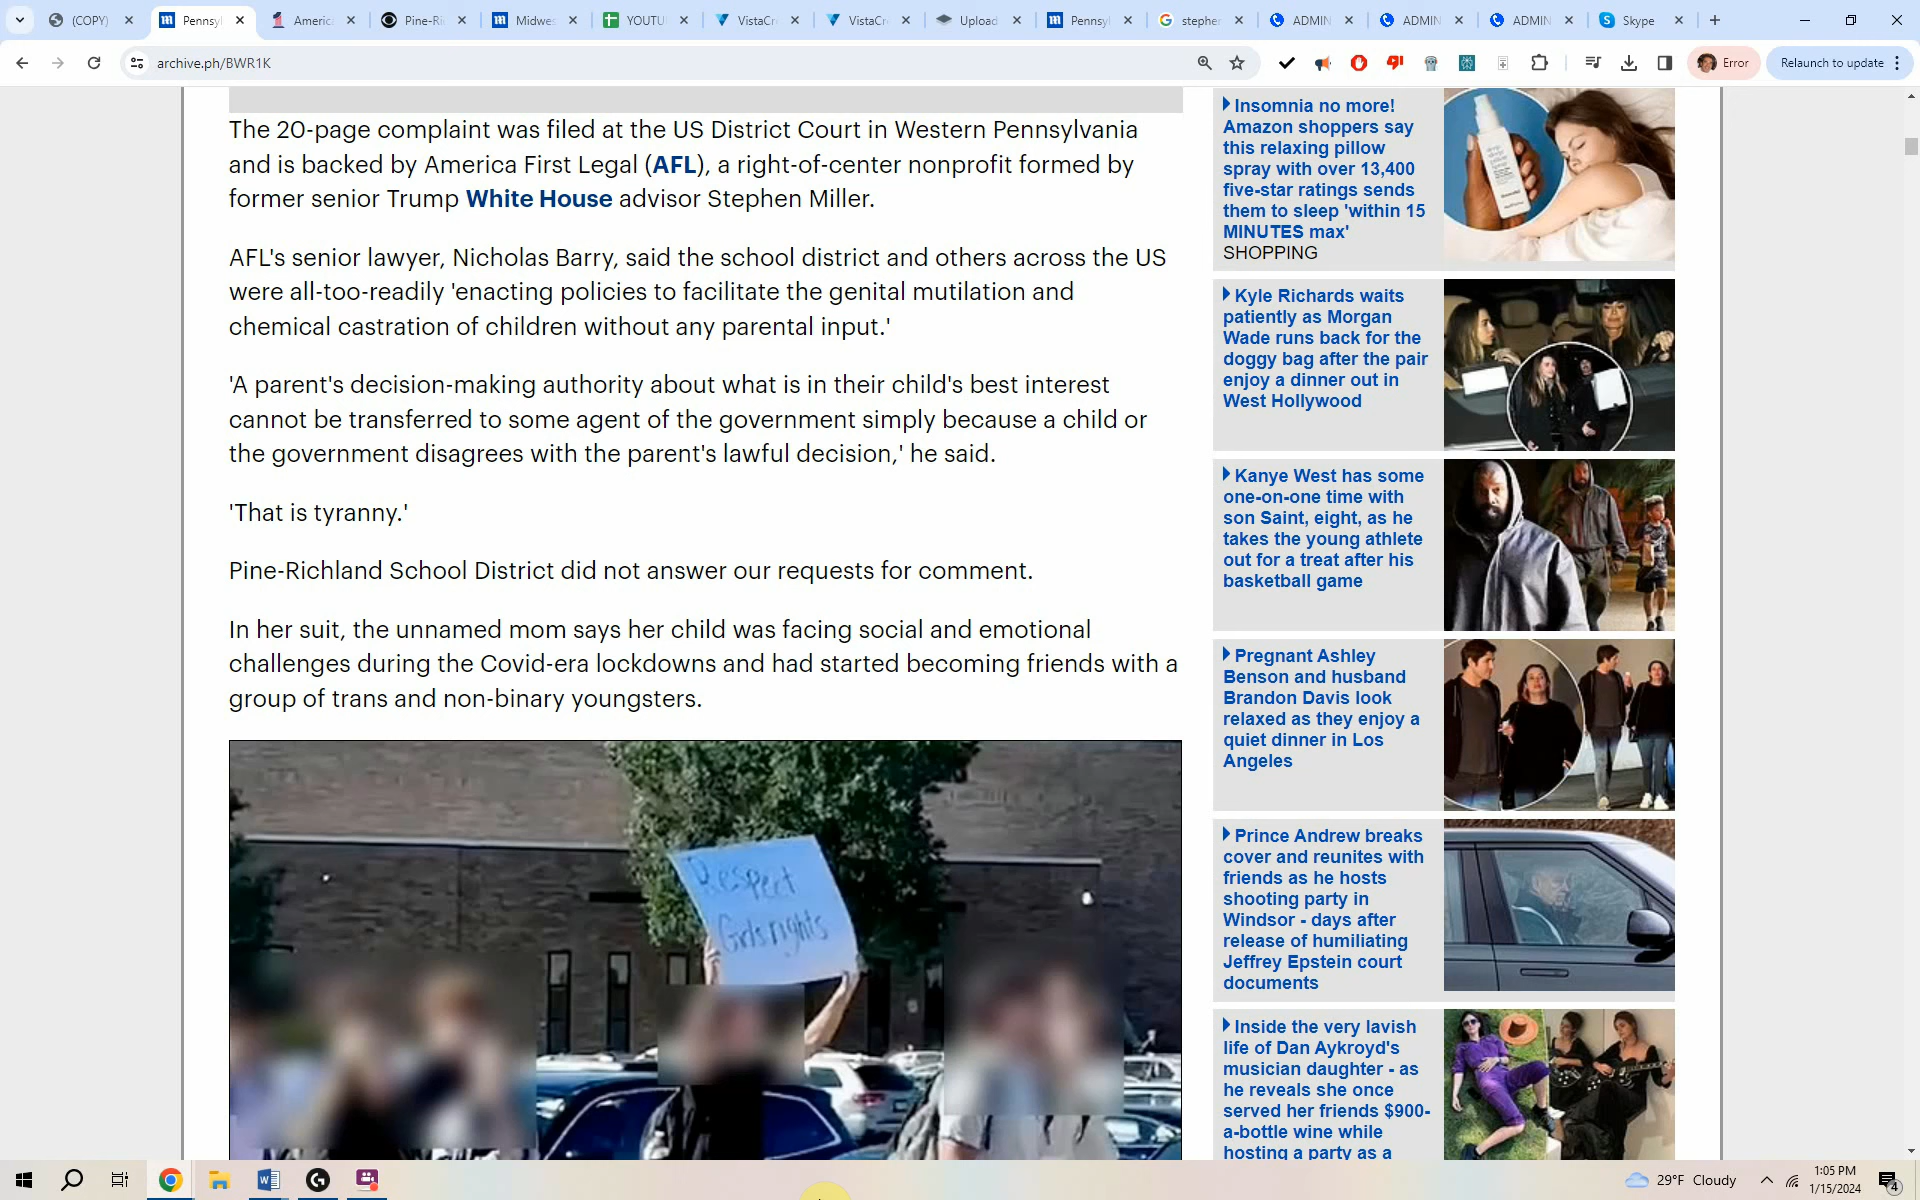 (COPY)
Pennsyl
Americ
Pine-Ri
Midwes
YOUTU
VistaCr
VistaCr
Upload
Pennsyl
stephen
ADMIN
ADMIN
ADMIN
Skype
archive.ph/BWR1K
Error
Relaunch to update
The 20-page complaint was filed at the US District Court in Western Pennsylvania
and is backed by America First Legal (AFL), a right-of-center nonprofit formed by
former senior Trump White House advisor Stephen Miller.
AFL's senior lawyer, Nicholas Barry, said the school district and others across the US
were all-too-readily 'enacting policies to facilitate the genital mutilation and
chemical castration of children without any parental input.'
'A parent's decision-making authority about what is in their child's best interest
cannot be transferred to some agent of the government simply because a child or
the government disagrees with the parent's lawful decision,' he said.
'That is tyranny.'
Pine-Richland School District did not answer our requests for comment.
In her suit, the unnamed mom says her child was facing social and emotional
challenges during the Covid-era lockdowns and had started becoming friends with a
group of trans and non-binary youngsters.
Respect
Girls rights
Insomnia no more!
Amazon shoppers say
this relaxing pillow
spray with over 13,400
five-star ratings sends
them to sleep 'within 15
MINUTES max'
SHOPPING
Kyle Richards waits
patiently as Morgan
Wade runs back for the
doggy bag after the pair
enjoy a dinner out in
West Hollywood
Kanye West has some
one-on-one time with
son Saint, eight, as he
takes the young athlete
out for a treat after his
basketball game
Pregnant Ashley
Benson and husband
Brandon Davis look
relaxed as they enjoy a
quiet dinner in Los
Angeles
Prince Andrew breaks
cover and reunites with
friends as he hosts
shooting party in
Windsor - days after
release of humiliating
Jeffrey Epstein court
documents
Inside the very lavish
life of Dan Aykroyd's
musician daughter - as
he reveals she once
served her friends $900-
a-bottle wine while
hosting a party as a
29°F Cloudy
1:05 PM
1/15/2024
4